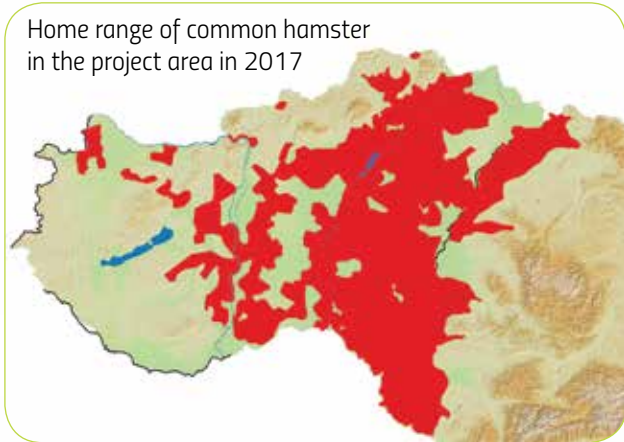 Home range of common hamster
in the project area in 2017